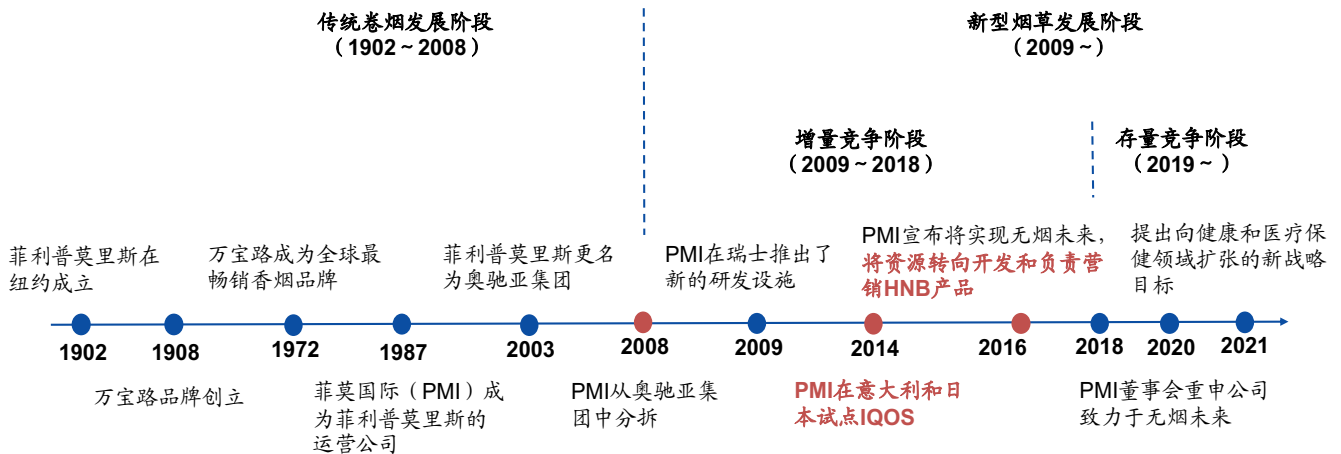 传统卷烟发展阶段
（1902～2008）
新型烟草发展阶段
（2009～）
增量竞争阶段
（2009～2018）
存量竞争阶段
（2019～）
菲利普莫里斯在
纽约成立
万宝路成为全球最
畅销香烟品牌
菲利普莫里斯更名
为奥驰亚集团
PMI在瑞士推出了
新的研发设施
PMI宣布将实现无烟未来，
将资源转向开发和负责营
销HNB产品
提出向健康和医疗保
健领域扩张的新战略
目标
1902
1908
1972
1987
2003
2008
2009
2014
2016
2018
2020
2021
万宝路品牌创立
菲莫国际（PMI）成
为菲利普莫里斯的
运营公司
PMI从奥驰亚集
团中分拆
PMI在意大利和日
本试点IQOS
PMI董事会重申公司
致力于无烟未来